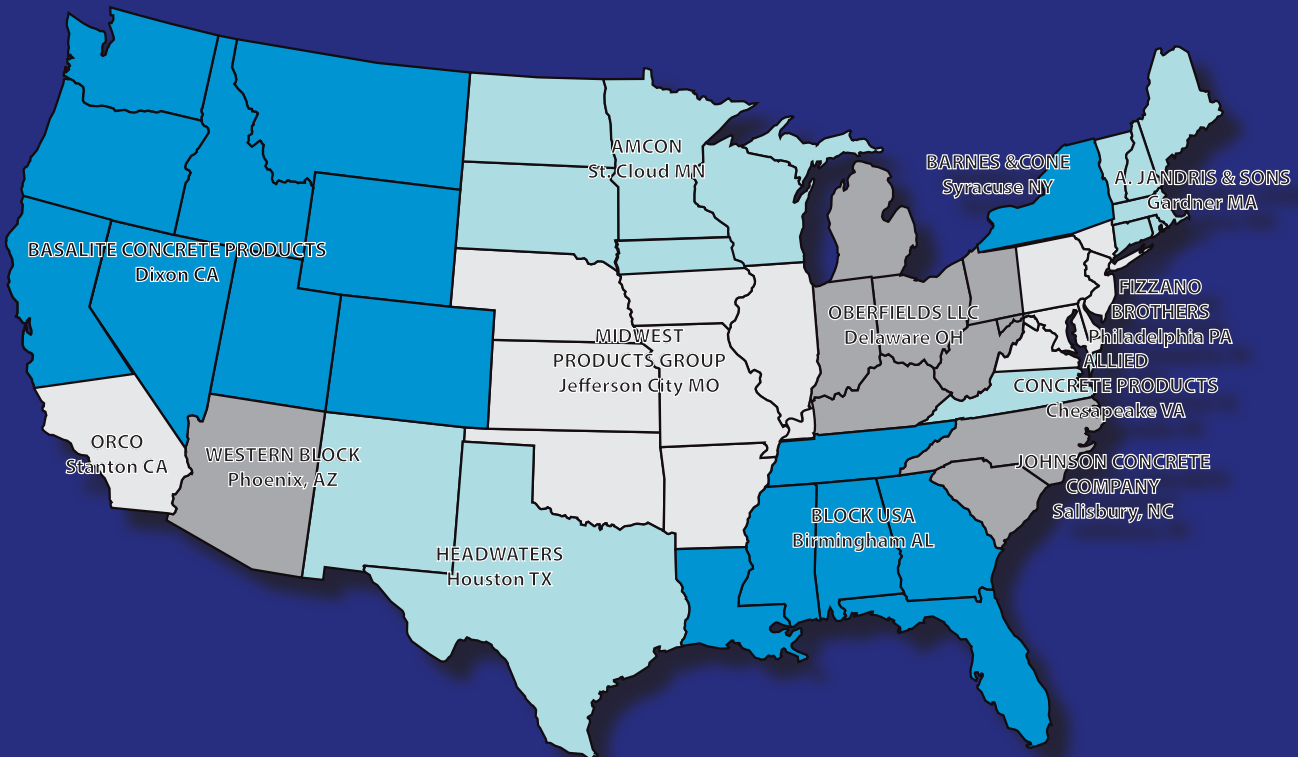 AMCON
St. Cloud MN
BARNES &CONE
Syracuse NY
A. JANDRIS & SONS
Gardner MA
BASALITE CONCRETE PRODUCTS
Dixon CA
FIZZANO
BROTHERS
Philadelphia PA
OBERFIELDS LLC
Delaware OH
MIDWEST
PRODUCTS GROUP
Jefferson City MO
ALLIED
CONCRETE PRODUCTS
Chesapeake VA
ORCO
Stanton CA
WESTERN BLOCK
Phoenix, AZ
JOHNSON CONCRETE
COMPANY
Salisbury, NC
BLOCK USA
Birmingham AL
HEADWATERS
Houston TX